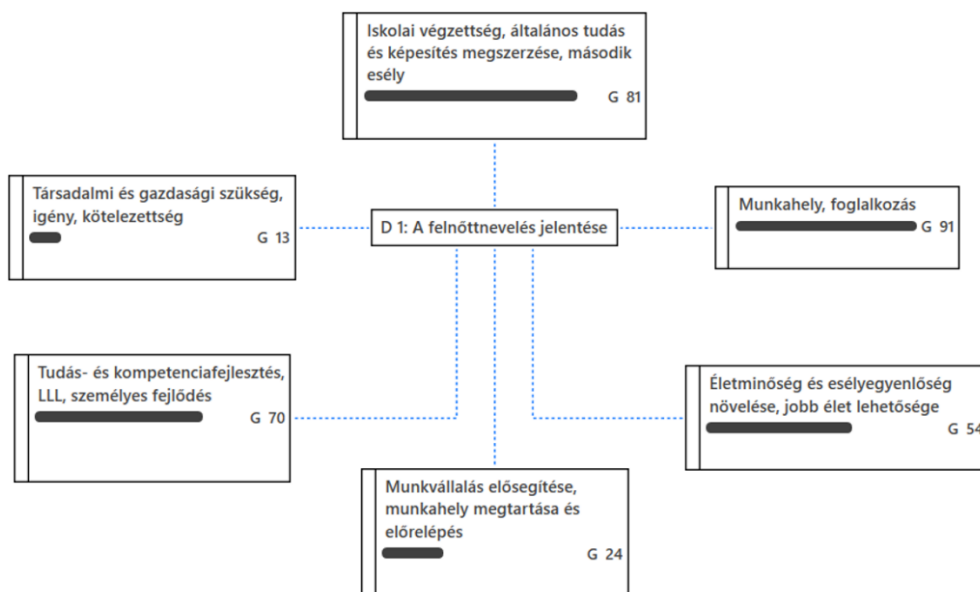 Iskolai végzettség, általános tudás
és képesítés megszerzése, második
esély
G 81
Társadalmi és gazdasági szükség,
igény, kötelezettség
G 13
D 1: A felnőttnevelés jelentése
Munkahely, foglalkozás
G 91
Tudás- és kompetenciafejlesztés,
LLL, személyes fejlődés
G 70
Életminőség és esélyegyenlőség
növelése, jobb élet lehetősége
G 54
Munkvállalás elősegítése,
munkahely megtartása és
előrelépés
G 24